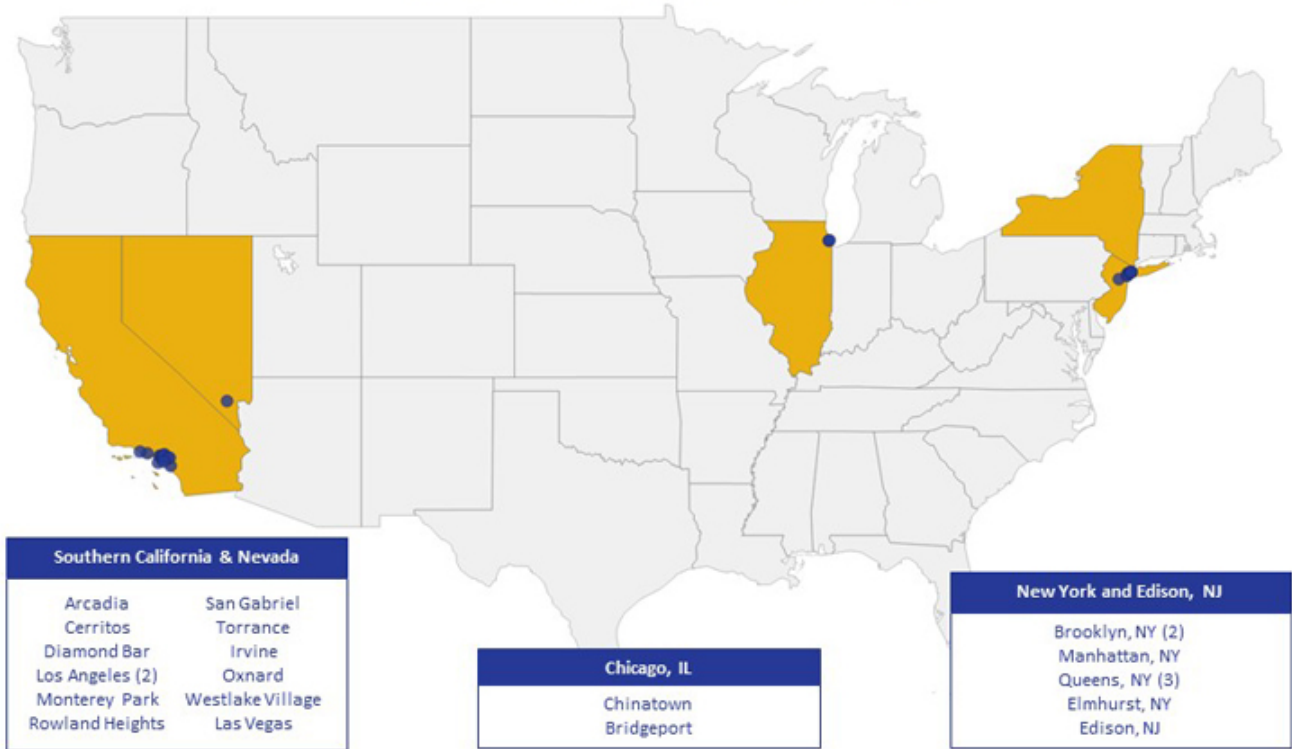 Southern California & Nevada
Arcadia San Gabriel
Cerritos Torrance
Diamond Bar Irvine
Los Angeles (2) Oxnard
Monterey Park Westlake Village
Rowland Heights Las Vegas
Chicago, IL
Chinatown
Bridgeport
New York and Edison, NJ
Brooklyn, NY (2)
Manhattan, NY
Queens, NY (3)
Elmhurst, NY
Edison, NJ